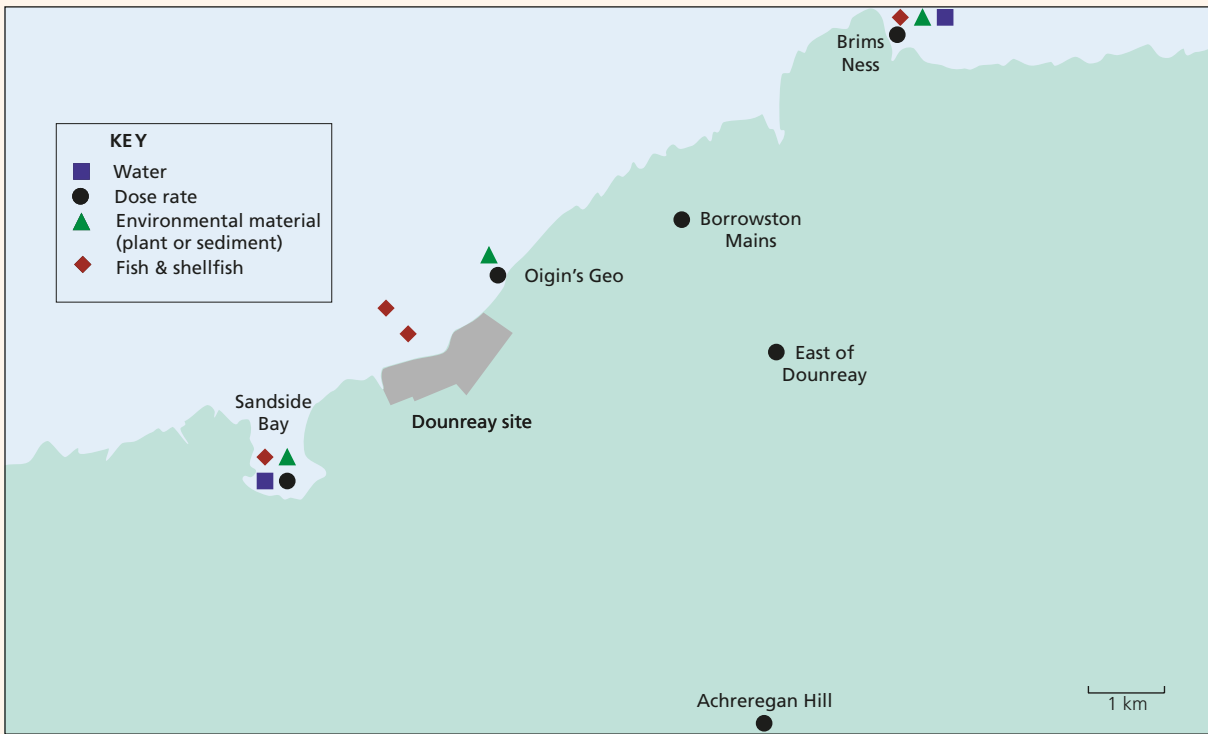 Brims
Ness
KEY
Water
Dose rate
Environmental material
(plant or sediment)
Fish & shellfish
Borrowston
Mains
Oigin's Geo
East of
Dounreay
Sandside
Bay
Dounreay site
Achreregan Hill
1 km